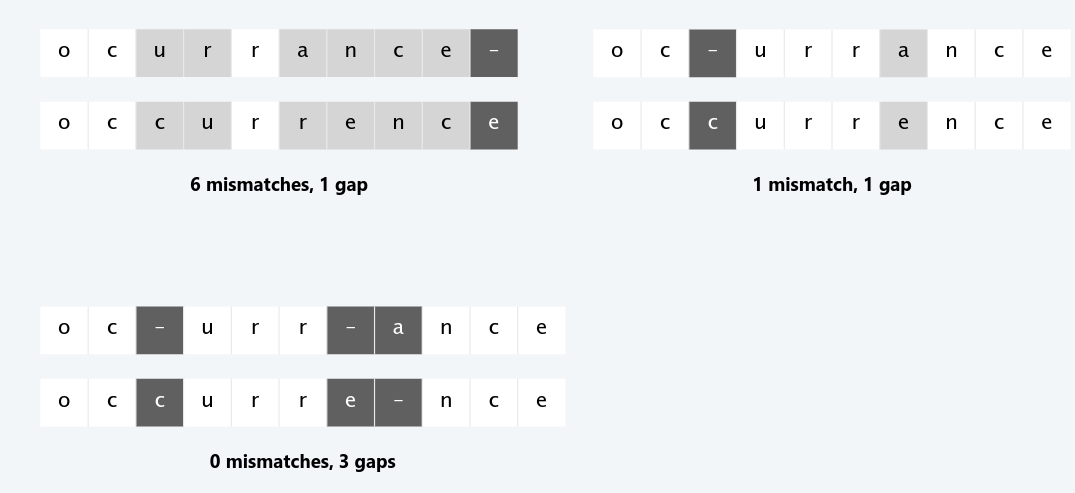 o c u r r a n c e -
o c c u r r e n c e
6 mismatches, 1 gap
o c - u r r a n c e
o c c u r r e n c e
1 mismatch, 1 gap
o c - u r r - a n c e
o c c u r r e - n c e
0 mismatches, 3 gaps